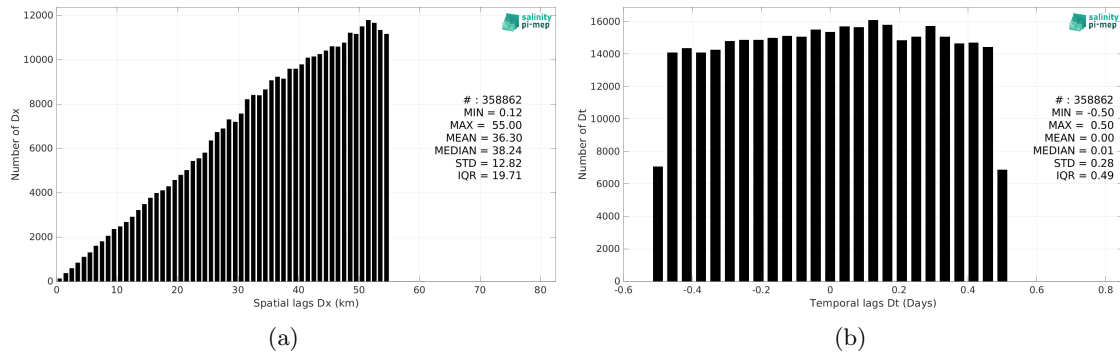 12000
10000
8000
6000
4000
2000
0
Number of Dx
salinity
pi-mep
# : 358862
MIN = 0.12
MAX = 55.00
MEAN = 36.30
MEDIAN = 38.24
STD = 12.82
IQR = 19.71
0 10 20 30 40 50 60 70 80
Spatial lags Dx (km)
(a)
16000
14000
12000
10000
8000
6000
4000
2000
0
Number of Dt
salinity
pi-mep
# : 358862
MIN = -0.50
MAX = 0.50
MEAN = 0.00
MEDIAN = 0.01
STD = 0.28
IQR = 0.49
-0.6 -0.4 -0.2 0 0.2 0.4 0.6 0.8
Temporal lags Dt (Days)
(b)